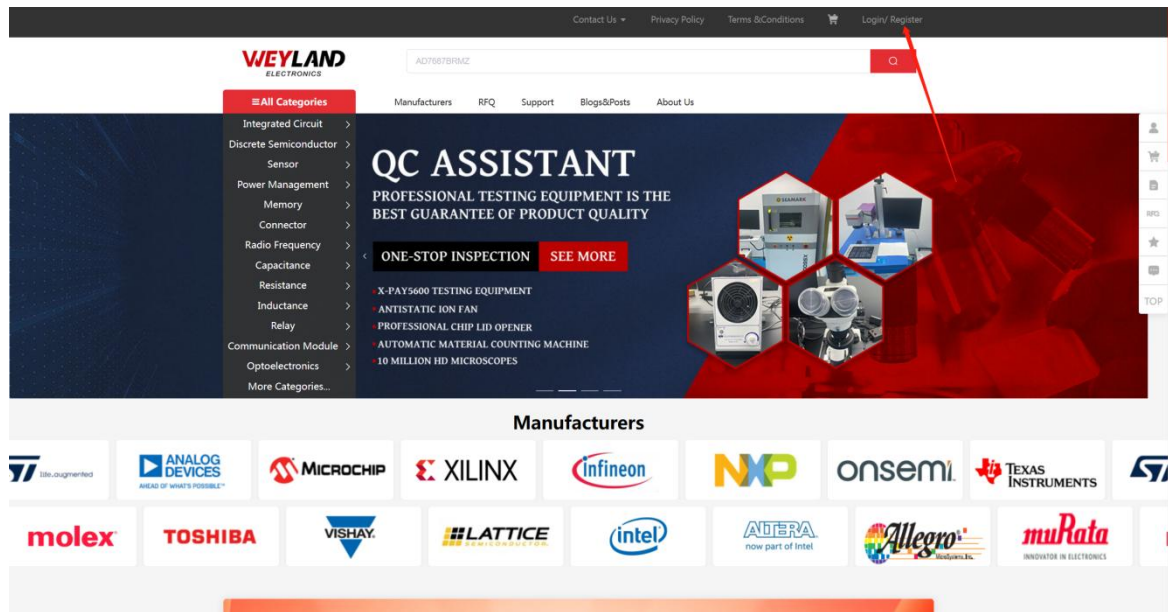 Contact Us
Privacy Policy
Terms &Conditions
Login/ Register
WEYLAND
ELECTRONICS
AD7687BRMZ
All Categories
Manufacturers
RFQ
Support
Blogs&Posts
About Us
Integrated Circuit
Discrete Semiconductor
Sensor
Power Management
Memory
Connector
Radio Frequency
Capacitance
Resistance
Inductance
Relay
Communication Module
Optoelectronics
More Categories...
QC ASSISTANT
PROFESSIONAL TESTING EQUIPMENT IS THE
BEST GUARANTEE OF PRODUCT QUALITY
ONE-STOP INSPECTION
SEE MORE
X-PAY5600 TESTING EQUIPMENT
ANTISTATIC ION FAN
PROFESSIONAL CHIP LID OPENER
AUTOMATIC MATERIAL COUNTING MACHINE
10 MILLION HD MICROSCOPES
RFQ
TOP
Manufacturers
ST
life.augmented
ANALOG
DEVICES
AHEAD OF WHAT'S POSSIBLE™
MICROCHIP
XILINX
infineon
NXP
onsemi
TEXAS
INSTRUMENTS
molex
TOSHIBA
VISHAY.
LATTICE
SEMICONDUCTOR
intel
ALTERA
now part of Intel
Allegro
MicroSystems, Inc.
muRata
INNOVATOR IN ELECTRONICS